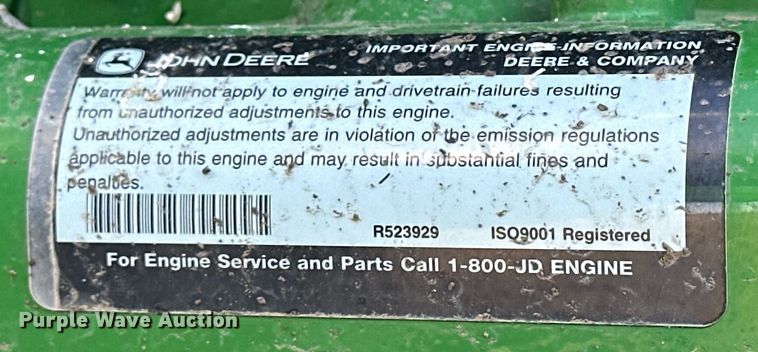 JOHN DEERE
IMPORTANT ENGINE INFORMATION
DEERE & COMPANY
Warranty will not apply to engine and drivetrain failures resulting
from unauthorized adjustments to this engine.
Unauthorized adjustments are in violation of the emission regulations
applicable to this engine and may result in substantial fines and
penalties.
R523929 ISO9001 Registered
For Engine Service and Parts Call 1-800-JD ENGINE
Purple Wave Auction